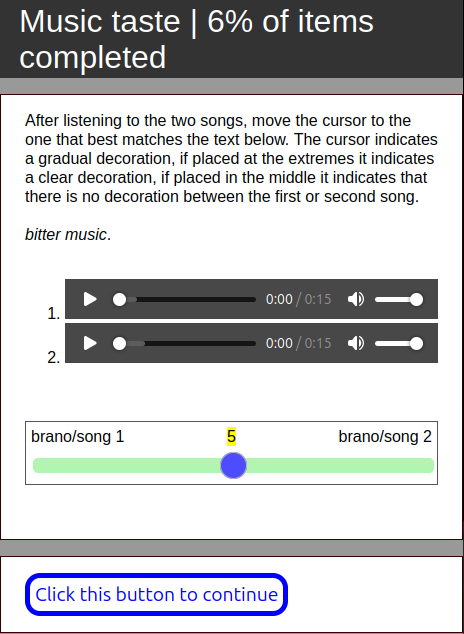 Music taste | 6% of items
completed
After listening to the two songs, move the cursor to the
one that best matches the text below. The cursor indicates
a gradual decoration, if placed at the extremes it indicates
a clear decoration, if placed in the middle it indicates that
there is no decoration between the first or second song.
bitter music.
1. 0:00 / 0:15
2. 0:00 / 0:15
brano/song 1 5 brano/song 2
Click this button to continue